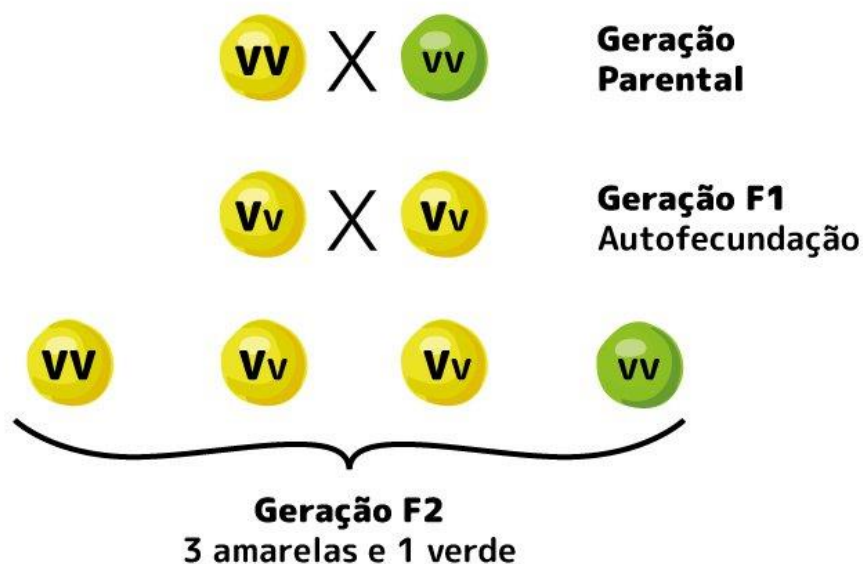 VV X vv Geração
Parental
Vv X Vv Geração F1
Autofecundação
VV Vv Vv vv
Geração F2
3 amarelas e 1 verde